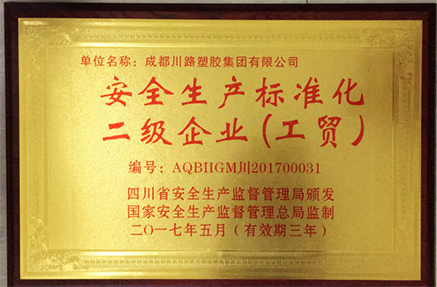 单位名称：成都川路塑胶集团有限公司
安全生产标准化
二级企业（工贸）
编号：AQBIIGM川201700031
四川省安全生产监督管理局颁发
国家安全生产监督管理总局监制
二〇一七年五月（有效期三年）